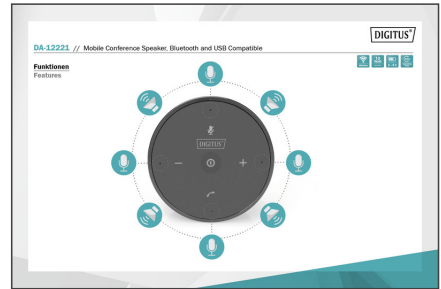 DIGITUS®
DA-12221 // Mobile Conference Speaker, Bluetooth and USB Compatible
Funktionen
Features
DIGITUS